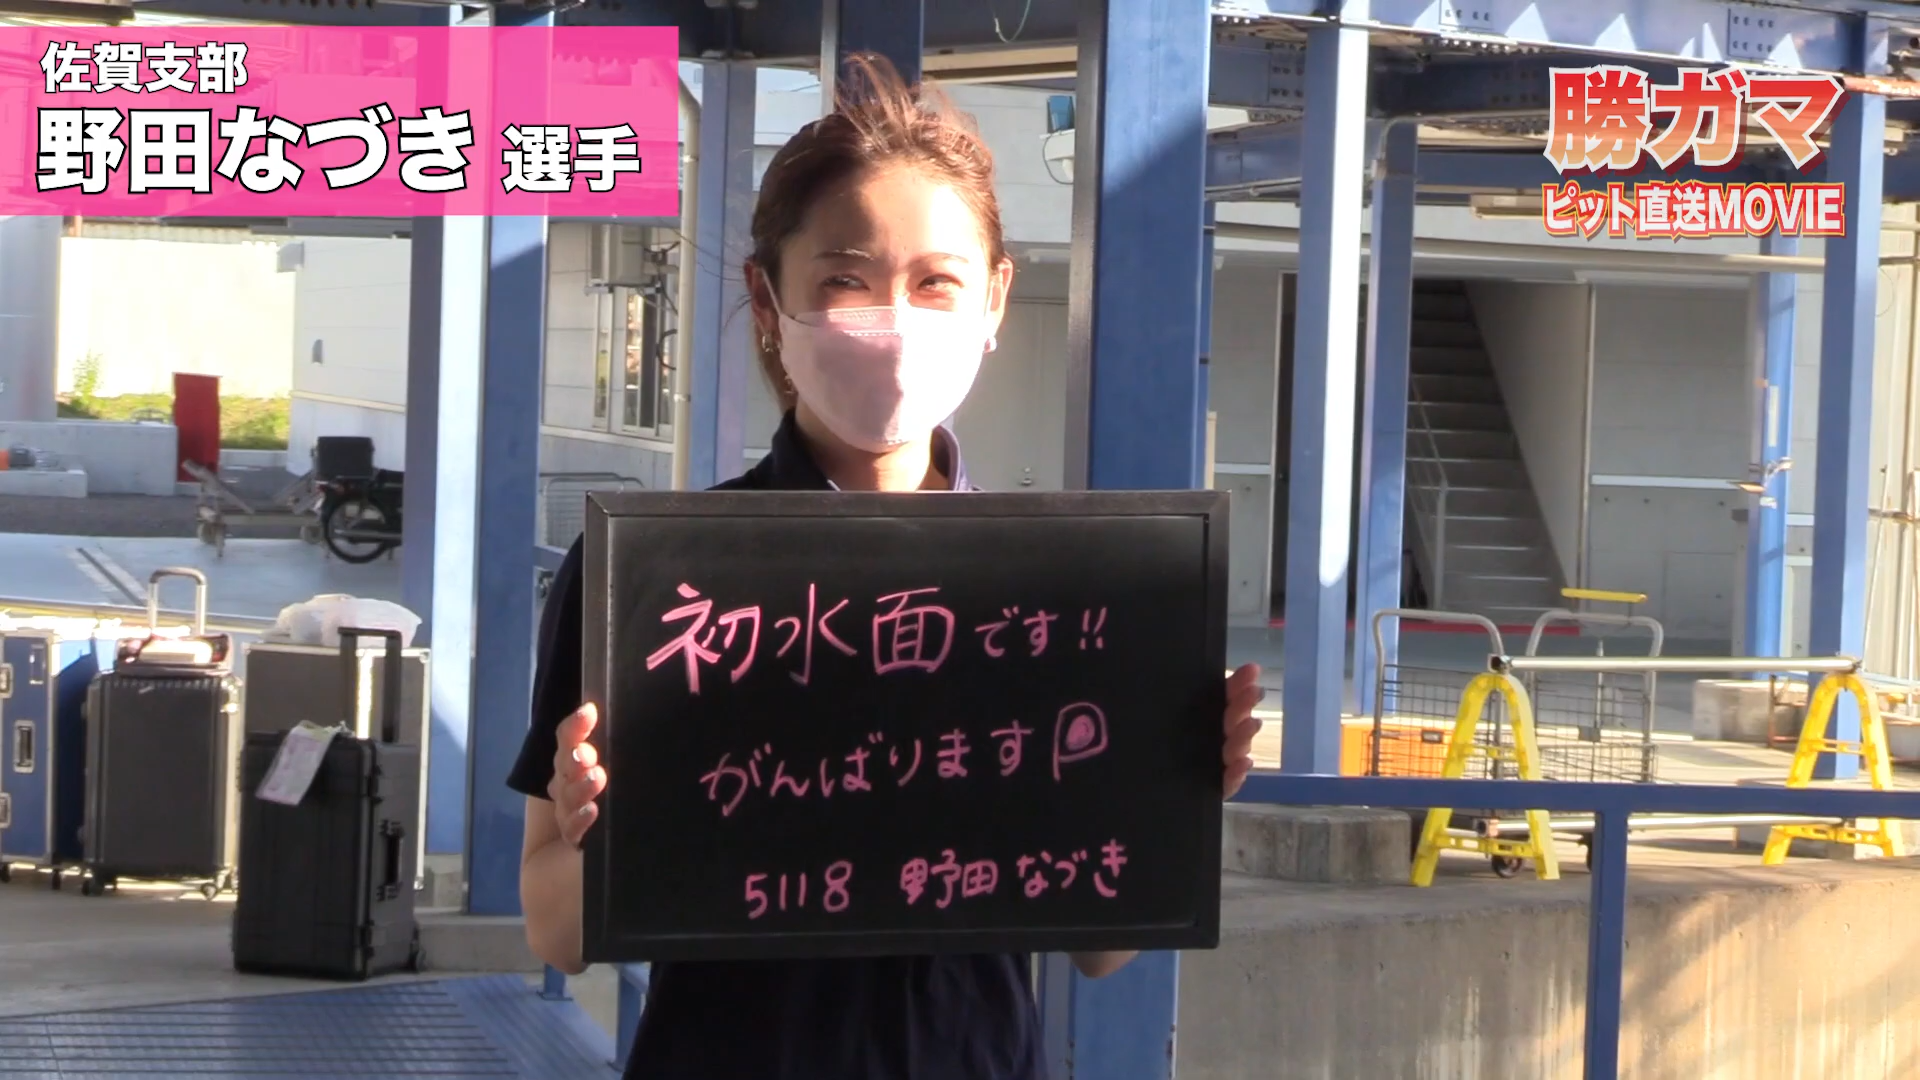 佐賀支部
野田なづき 選手
勝ガマ
ピット直送MOVIE
初水面です!!
がんばります
5118 野田なづき